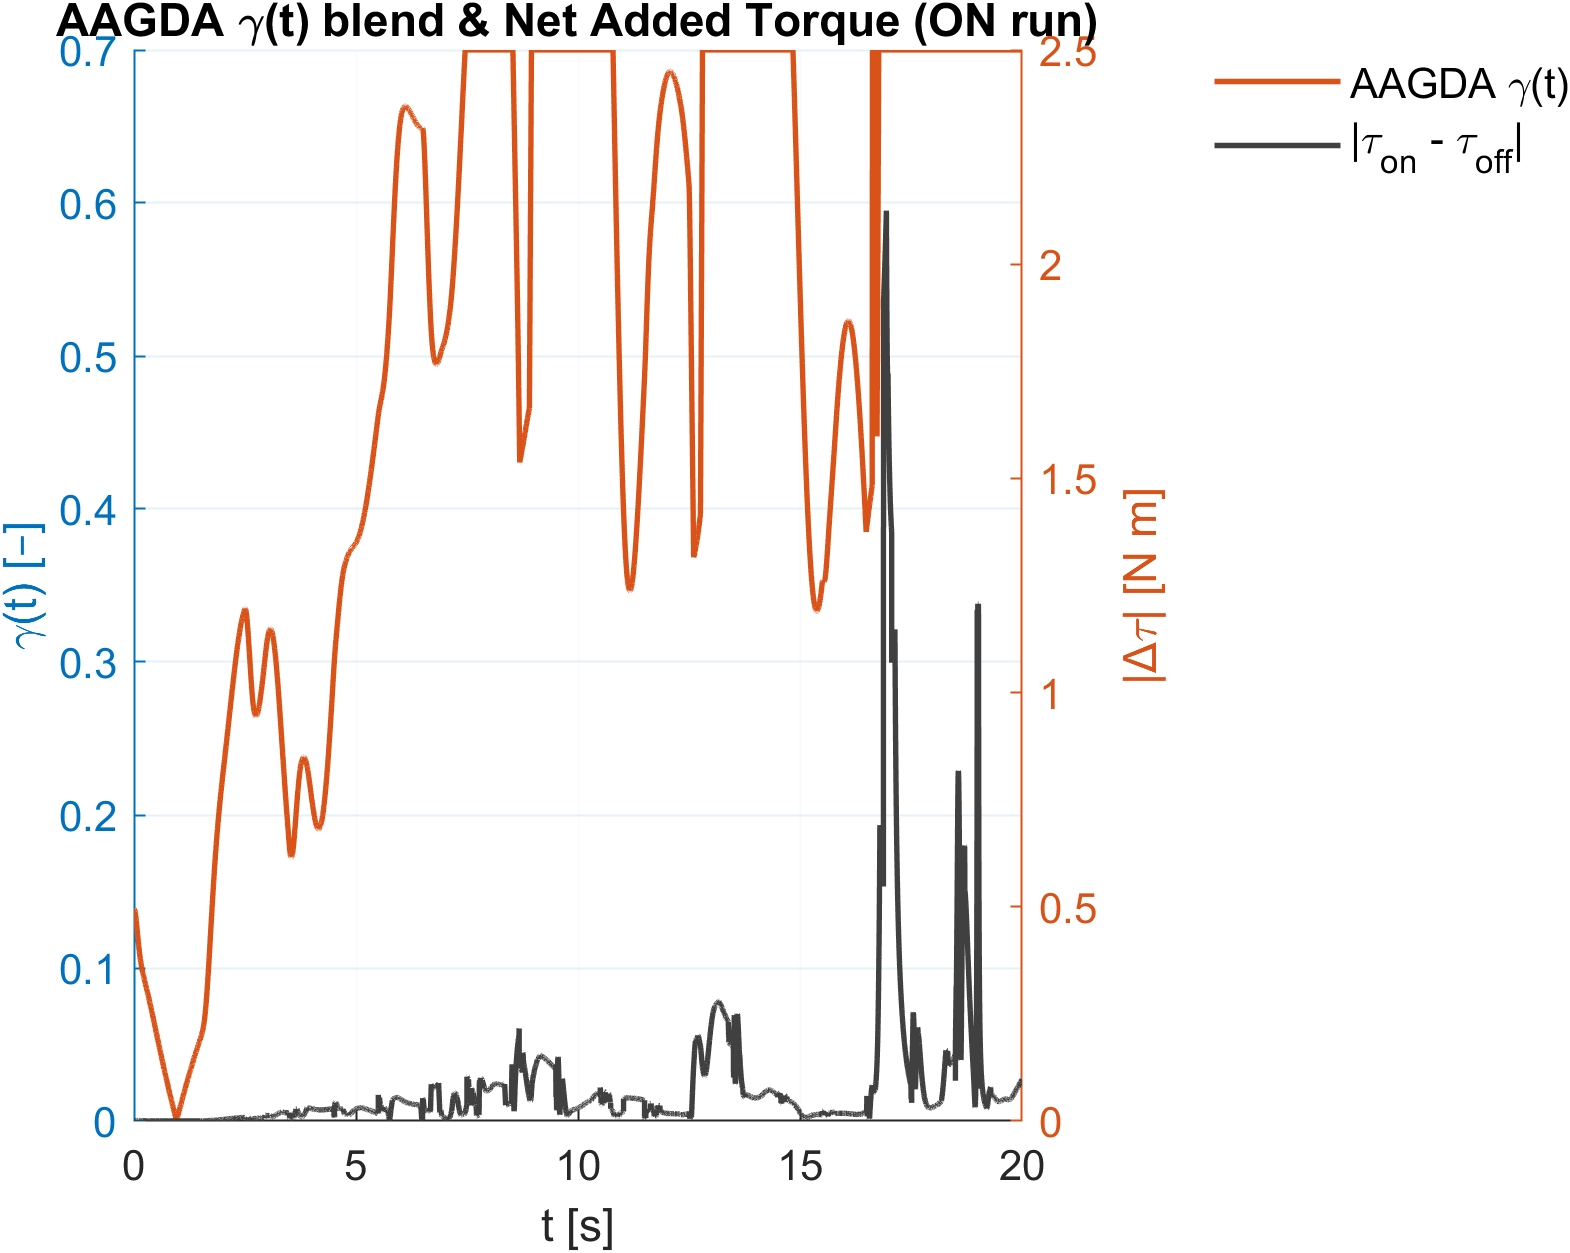 AAGDA γ(t) blend & Net Added Torque (ON run)
AAGDA γ(t)
|τon - τoff|
0.7
0.6
0.5
0.4
0.3
0.2
0.1
0
γ(t) [−]
2.5
2
1.5
1
0.5
0
|Δτ| [N m]
0 5 10 15 20
t [s]